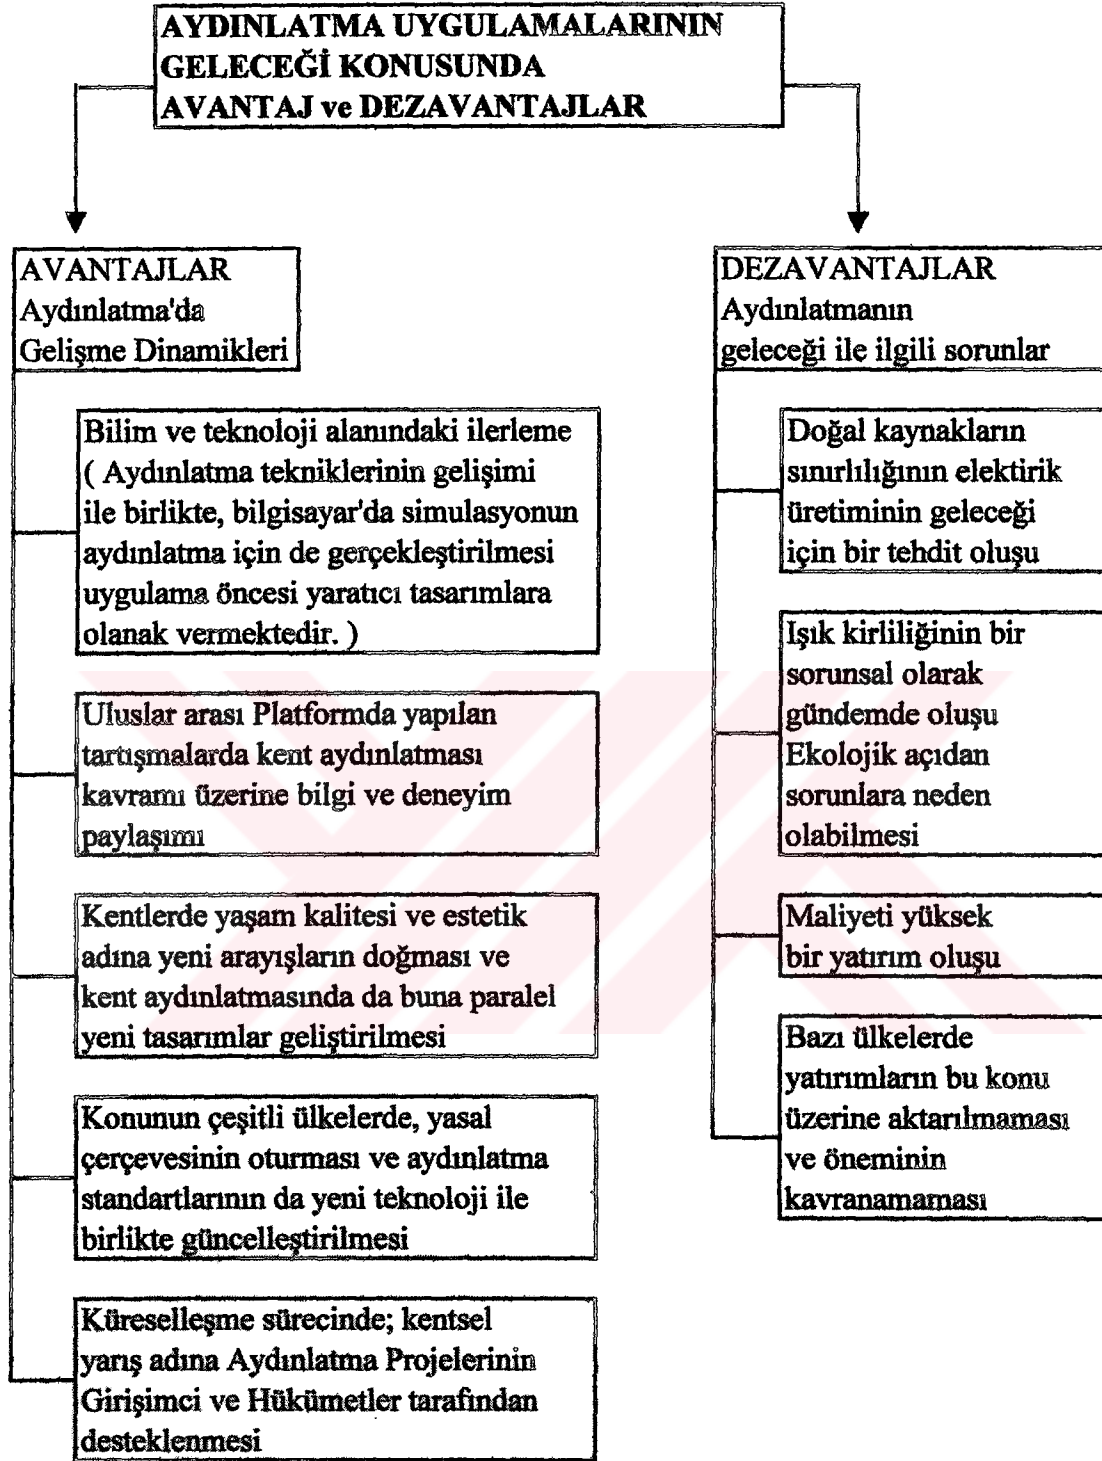 AYDINLATMA UYGULAMALARININ
GELECEĞİ KONUSUNDA
AVANTAJ ve DEZAVANTAJLAR
AVANTAJLAR
Aydınlatma'da
Gelişme Dinamikleri
Bilim ve teknoloji alanındaki ilerleme
( Aydınlatma tekniklerinin gelişimi
ile birlikte, bilgisayar'da simulasyonun
aydınlatma için de gerçekleştirilmesi
uygulama öncesi yaratıcı tasarımlara
olanak vermektedir. )
Uluslar arası Platformda yapılan
tartışmalarda kent aydınlatması
kavramı üzerine bilgi ve deneyim
paylaşımı
Kentlerde yaşam kalitesi ve estetik
adına yeni arayışların doğması ve
kent aydınlatmasında da buna paralel
yeni tasarımlar geliştirilmesi
Konunun çeşitli ülkelerde, yasal
çerçevesinin oturması ve aydınlatma
standartlarının da yeni teknoloji ile
birlikte güncelleştirilmesi
Küreselleşme sürecinde; kentsel
yarış adına Aydınlatma Projelerinin
Girişimci ve Hükümetler tarafından
desteklenmesi
DEZAVANTAJLAR
Aydınlatmanın
geleceği ile ilgili sorunlar
Doğal kaynakların
sınırlılığının elektirik
üretiminin geleceği
için bir tehdit oluşu
Işık kirliliğinin bir
sorunsal olarak
gündemde oluşu
Ekolojik açıdan
sorunlara neden
olabilmesi
Maliyeti yüksek
bir yatırım oluşu
Bazı ülkelerde
yatırımların bu konu
üzerine aktarılmaması
ve öneminin
kavranamaması